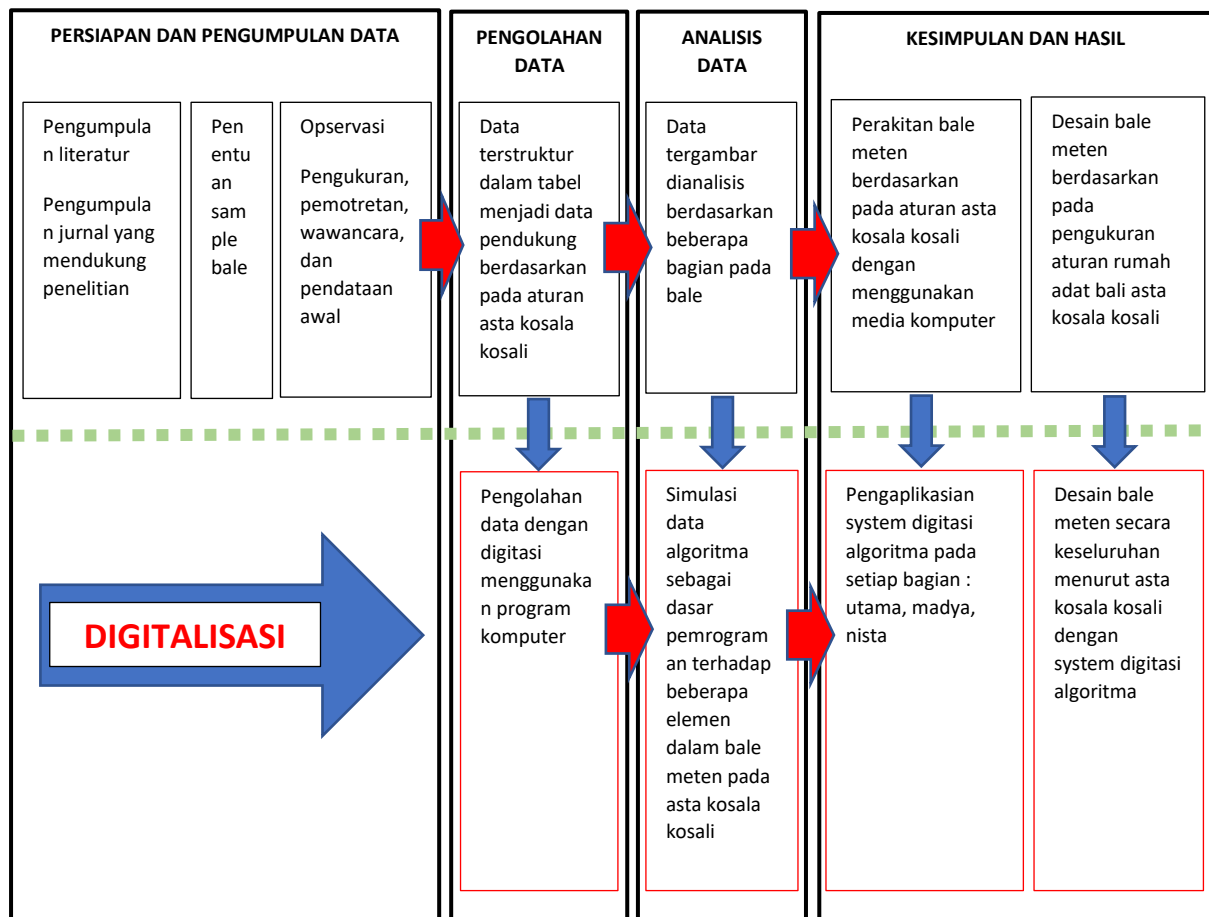 PERSIAPAN DAN PENGUMPULAN DATA
Pengumpula
n literatur
Pengumpula
n jurnal yang
mendukung
penelitian
Pen
entu
an
sam
ple
bale
Opservasi
Pengukuran,
pemotretan,
wawancara,
dan
pendataan
awal
PENGOLAHAN
DATA
Data
terstruktur
dalam tabel
menjadi data
pendukung
berdasarkan
pada aturan
asta kosala
kosali
ANALISIS
DATA
Data
tergambar
dianalisis
berdasarkan
beberapa
bagian pada
bale
KESIMPULAN DAN HASIL
Perakitan bale
meten
berdasarkan
pada aturan asta
kosala kosali
dengan
menggunakan
media komputer
Desain bale
meten
berdasarkan
pada
pengukuran
aturan rumah
adat bali asta
kosala kosali
DIGITALISASI
Pengolahan
data dengan
digitasi
menggunaka
n program
komputer
Simulasi
data
algoritma
sebagai
dasar
pemrogram
an terhadap
beberapa
elemen
dalam bale
meten pada
asta kosala
kosali
Pengaplikasian
system digitasi
algoritma pada
setiap bagian :
utama, madya,
nista
Desain bale
meten secara
keseluruhan
menurut asta
kosala kosali
dengan
system digitasi
algoritma